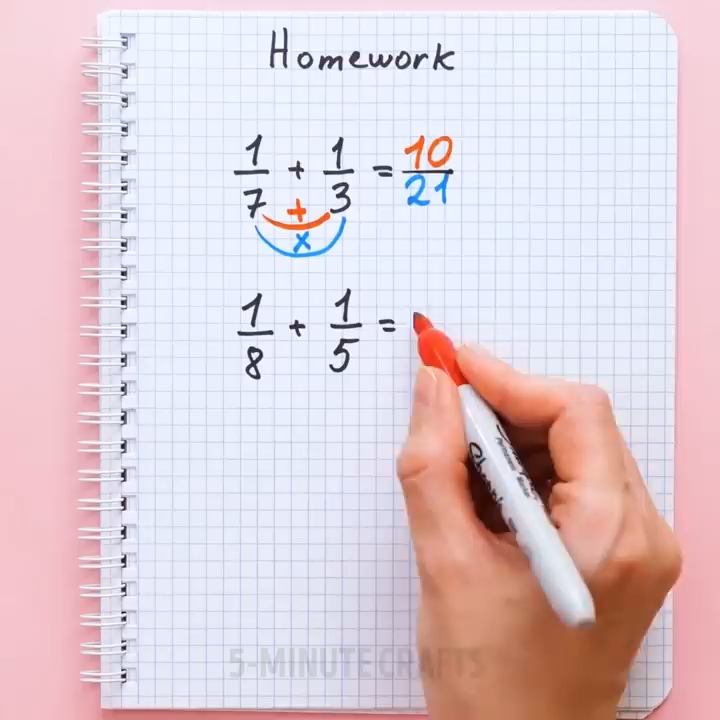 Homework
1/7 + 1/3 = 10/21
+
x
1/8 + 1/5 =
5-MINUTE CRAFTS